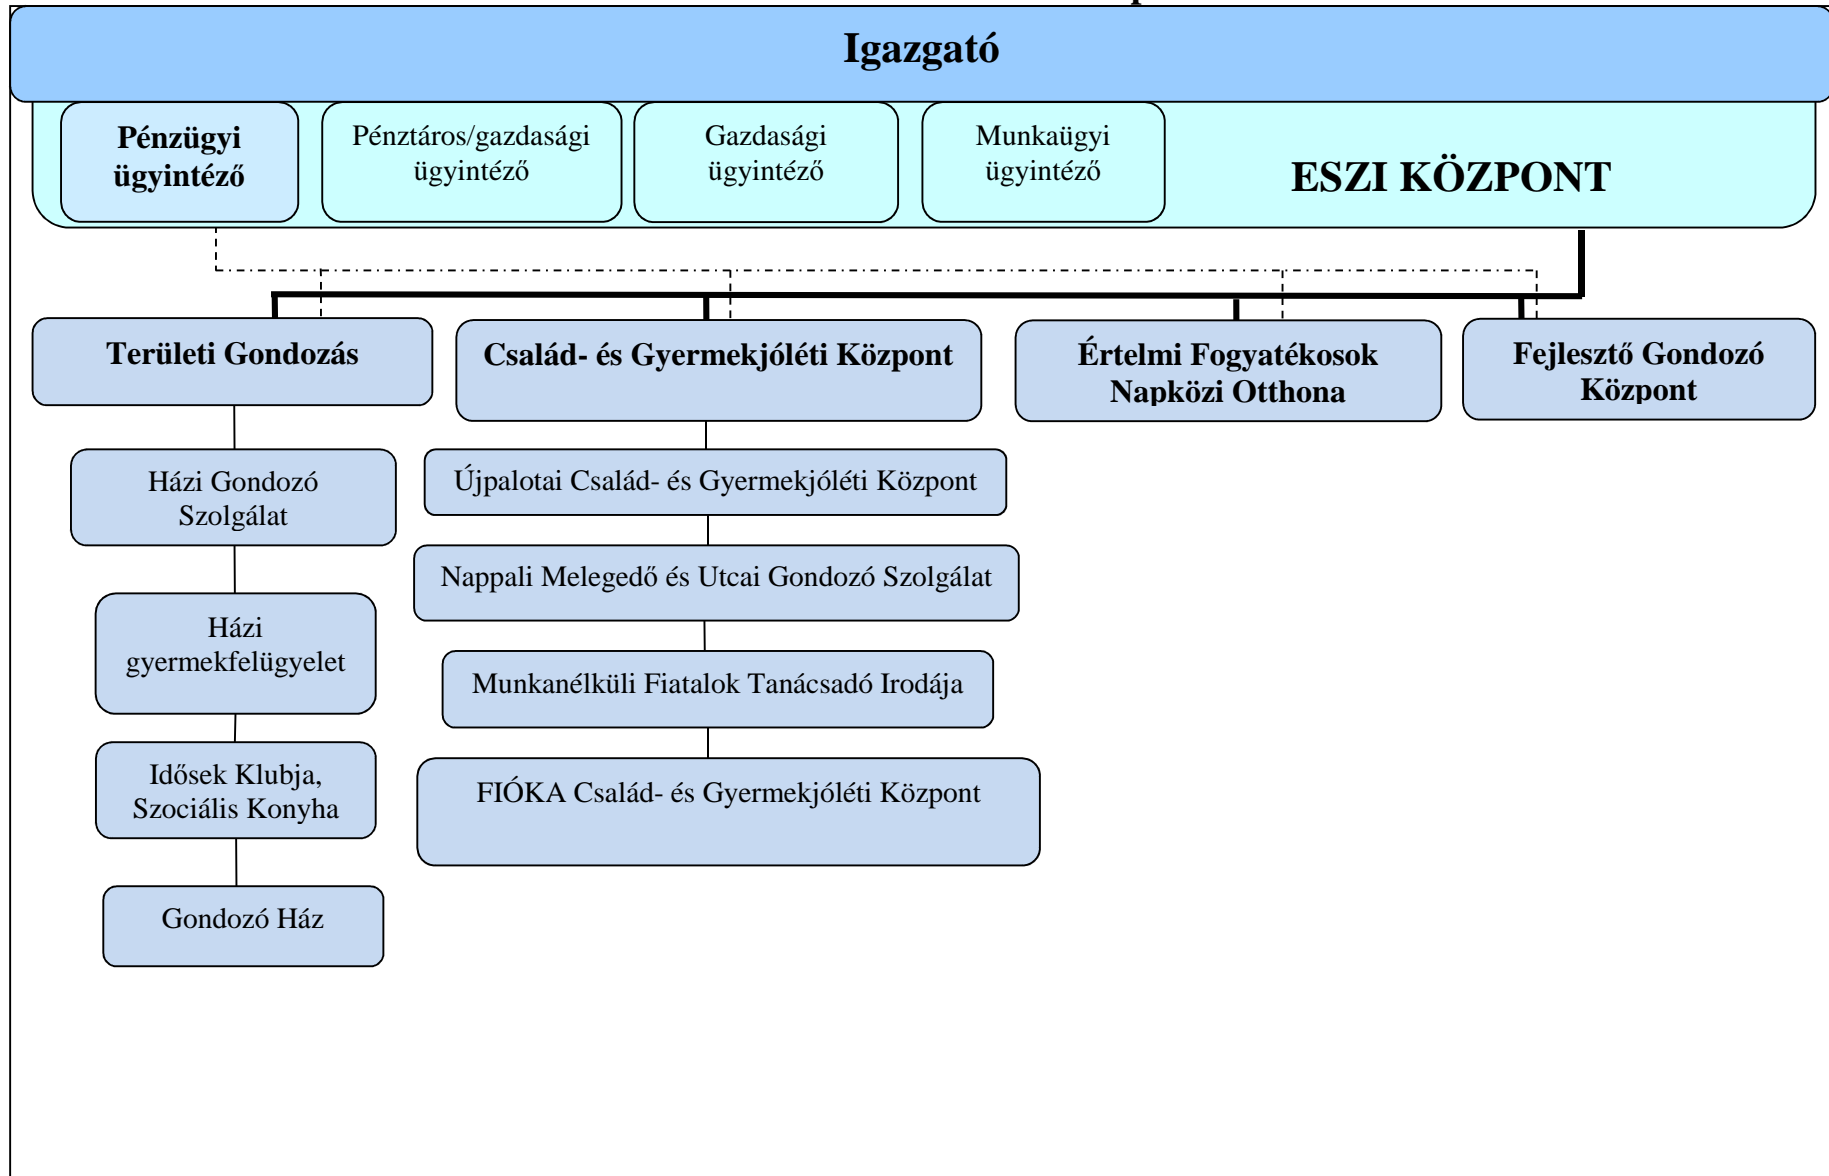 Igazgató
Pénzügyi
ügyintéző
Pénztáros/gazdasági
ügyintéző
Gazdasági
ügyintéző
Munkaügyi
ügyintéző
ESZI KÖZPONT
Területi Gondozás
Család- és Gyermekjóléti Központ
Értelmi Fogyatékosok
Napközi Otthona
Fejlesztő Gondozó
Központ
Házi Gondozó
Szolgálat
Házi
gyermekfelügyelet
Idősek Klubja,
Szociális Konyha
Gondozó Ház
Újpalotai Család- és Gyermekjóléti Központ
Nappali Melegedő és Utcai Gondozó Szolgálat
Munkanélküli Fiatalok Tanácsadó Irodája
FIÓKA Család- és Gyermekjóléti Központ